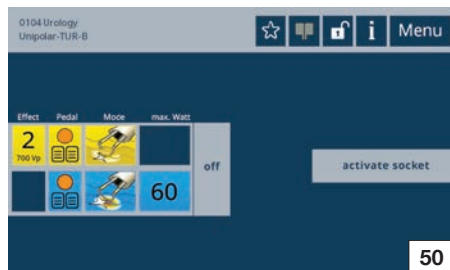 0104 Urology
Unipolar-TUR-B
i
Menu
Effect Pedal Mode max. Watt
2
700 Vp
off
60
activate socket
50